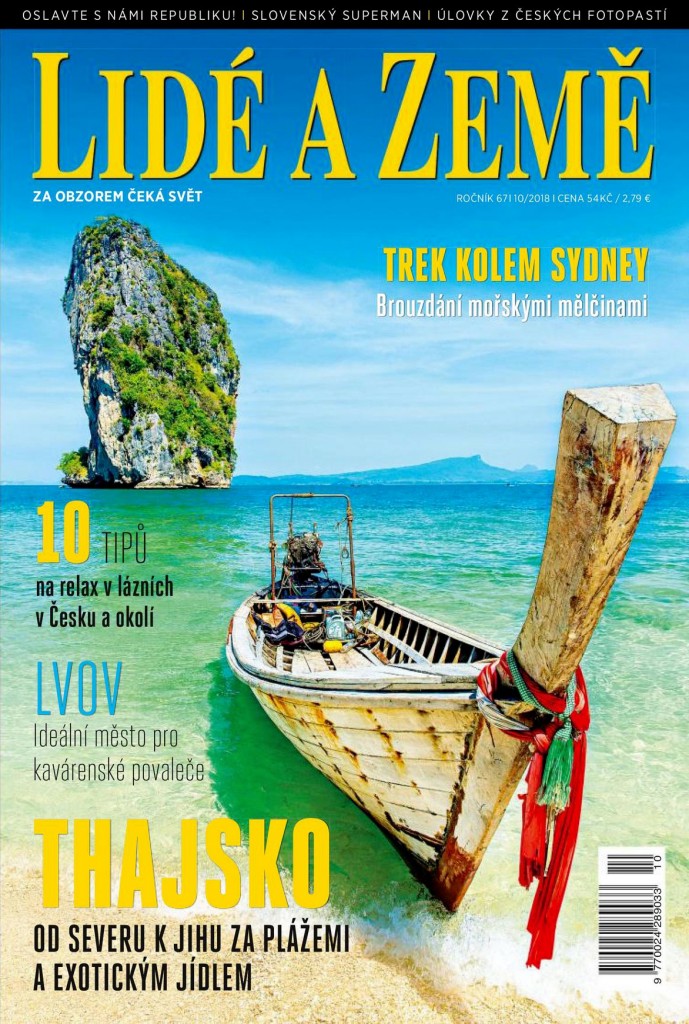 OSLAVTE S NÁMI REPUBLIKU! | SLOVENSKÝ SUPERMAN | ÚLOVKY Z ČESKÝCH FOTOPASTÍ
LIDÉ A ZEMĚ
ZA OBZOREM ČEKÁ SVĚT
ROČNÍK 67 | 10/2018 | CENA 54KČ / 2,79 €
TREK KOLEM SYDNEY
Brouzdání mořskými mělčinami
10 TIPŮ
na relax v lázních
v Česku a okolí
LVOV
Ideální město pro
kavárenské povaleče
THAJSKO
OD SEVERU K JIHU ZA PLÁŽEMI
A EXOTICKÝM JÍDLEM
10
9 770024 289033